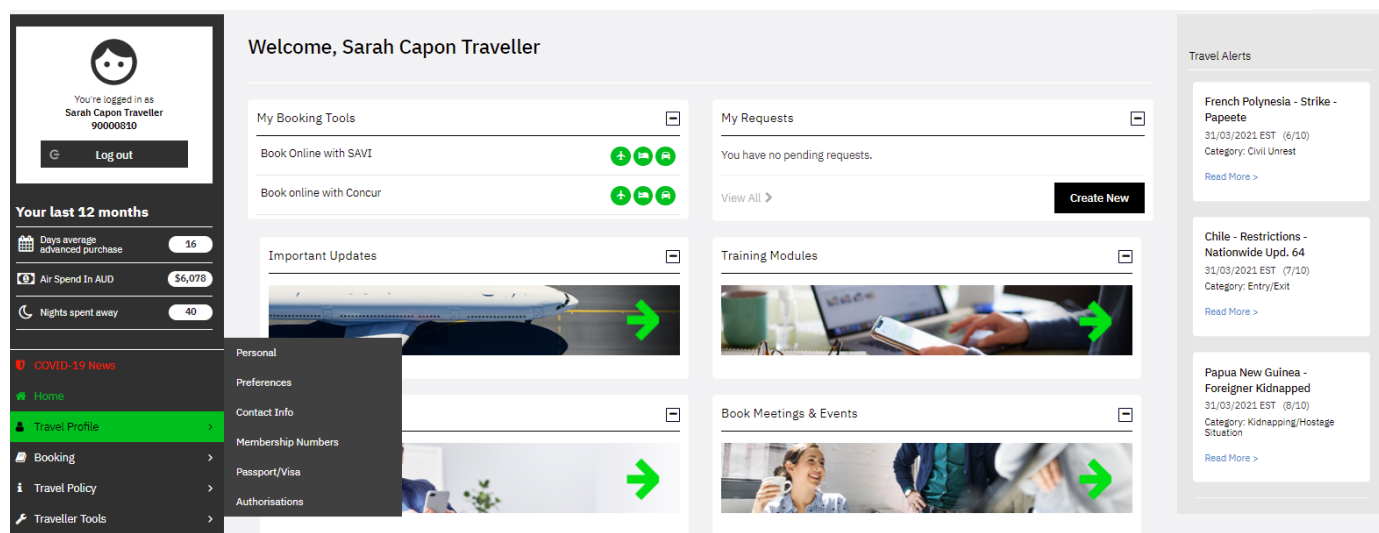 You're logged in as
Sarah Capon Traveller
90000810
Log out
Your last 12 months
Days average
advanced purchase
16
Air Spend In AUD
$6,078
Nights spent away
40
COVID-19 News
Home
Travel Profile
Booking
Travel Policy
Traveller Tools
Personal
Preferences
Contact Info
Membership Numbers
Passport/Visa
Authorisations
Welcome, Sarah Capon Traveller
My Booking Tools
Book Online with SAVI
Book online with Concur
My Requests
You have no pending requests.
View All
Create New
Important Updates
Training Modules
Book Meetings & Events
Travel Alerts
French Polynesia - Strike -
Papeete
31/03/2021 EST (6/10)
Category: Civil Unrest
Read More >
Chile - Restrictions -
Nationwide Upd. 64
31/03/2021 EST (7/10)
Category: Entry/Exit
Read More >
Papua New Guinea -
Foreigner Kidnapped
31/03/2021 EST (8/10)
Category: Kidnapping/Hostage
Situation
Read More >